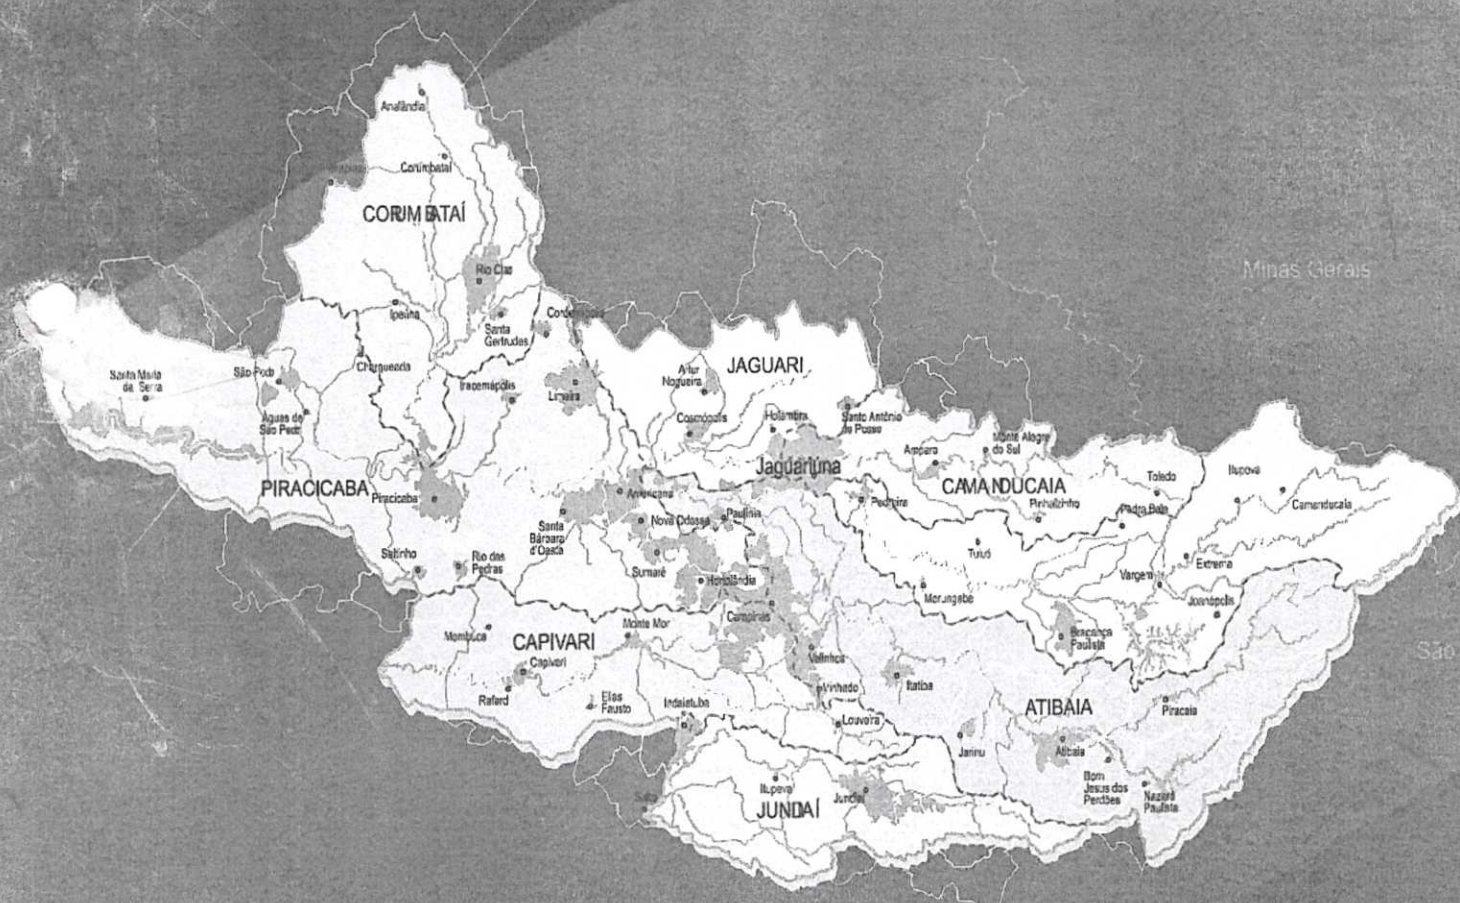 Analândia
Corumbataí
CORUMBATAÍ
Minas Gerais
Rio Claro
Ipeúna
Santa
Gertrudes
Charqueada
São Pedro
Santa Maria
da Serra
Águas de
São Pedro
Iracemápolis
Limeira
JAGUARI
Artur
Nogueira
Cosmópolis
Holambra
Santo Antônio
de Posse
Jaguariúna
Amparo
Monte Alegre
do Sul
CAMANDUCAIA
Pinhalzinho
Toledo
Pedra Bela
Itapeva
Camanducaia
PIRACICABA
Piracicaba
Americana
Nova Odessa
Paulínia
Pedreira
Santa
Bárbara
d'Oeste
Saltinho
Rio das
Pedras
Sumaré
Hortolândia
Campinas
Tuiuti
Morungaba
Vargem
Extrema
Joanópolis
Bragança
Paulista
São
Mombuca
CAPIVARI
Monte Mor
Capivari
Rafard
Elias
Fausto
Indaiatuba
Valinhos
Vinhedo
Louveira
Itatiba
ATIBAIA
Piracaia
Jarinu
Atibaia
Bom
Jesus dos
Perdões
Nazaré
Paulista
Salto
Itupeva
Jundiaí
JUNDIAÍ